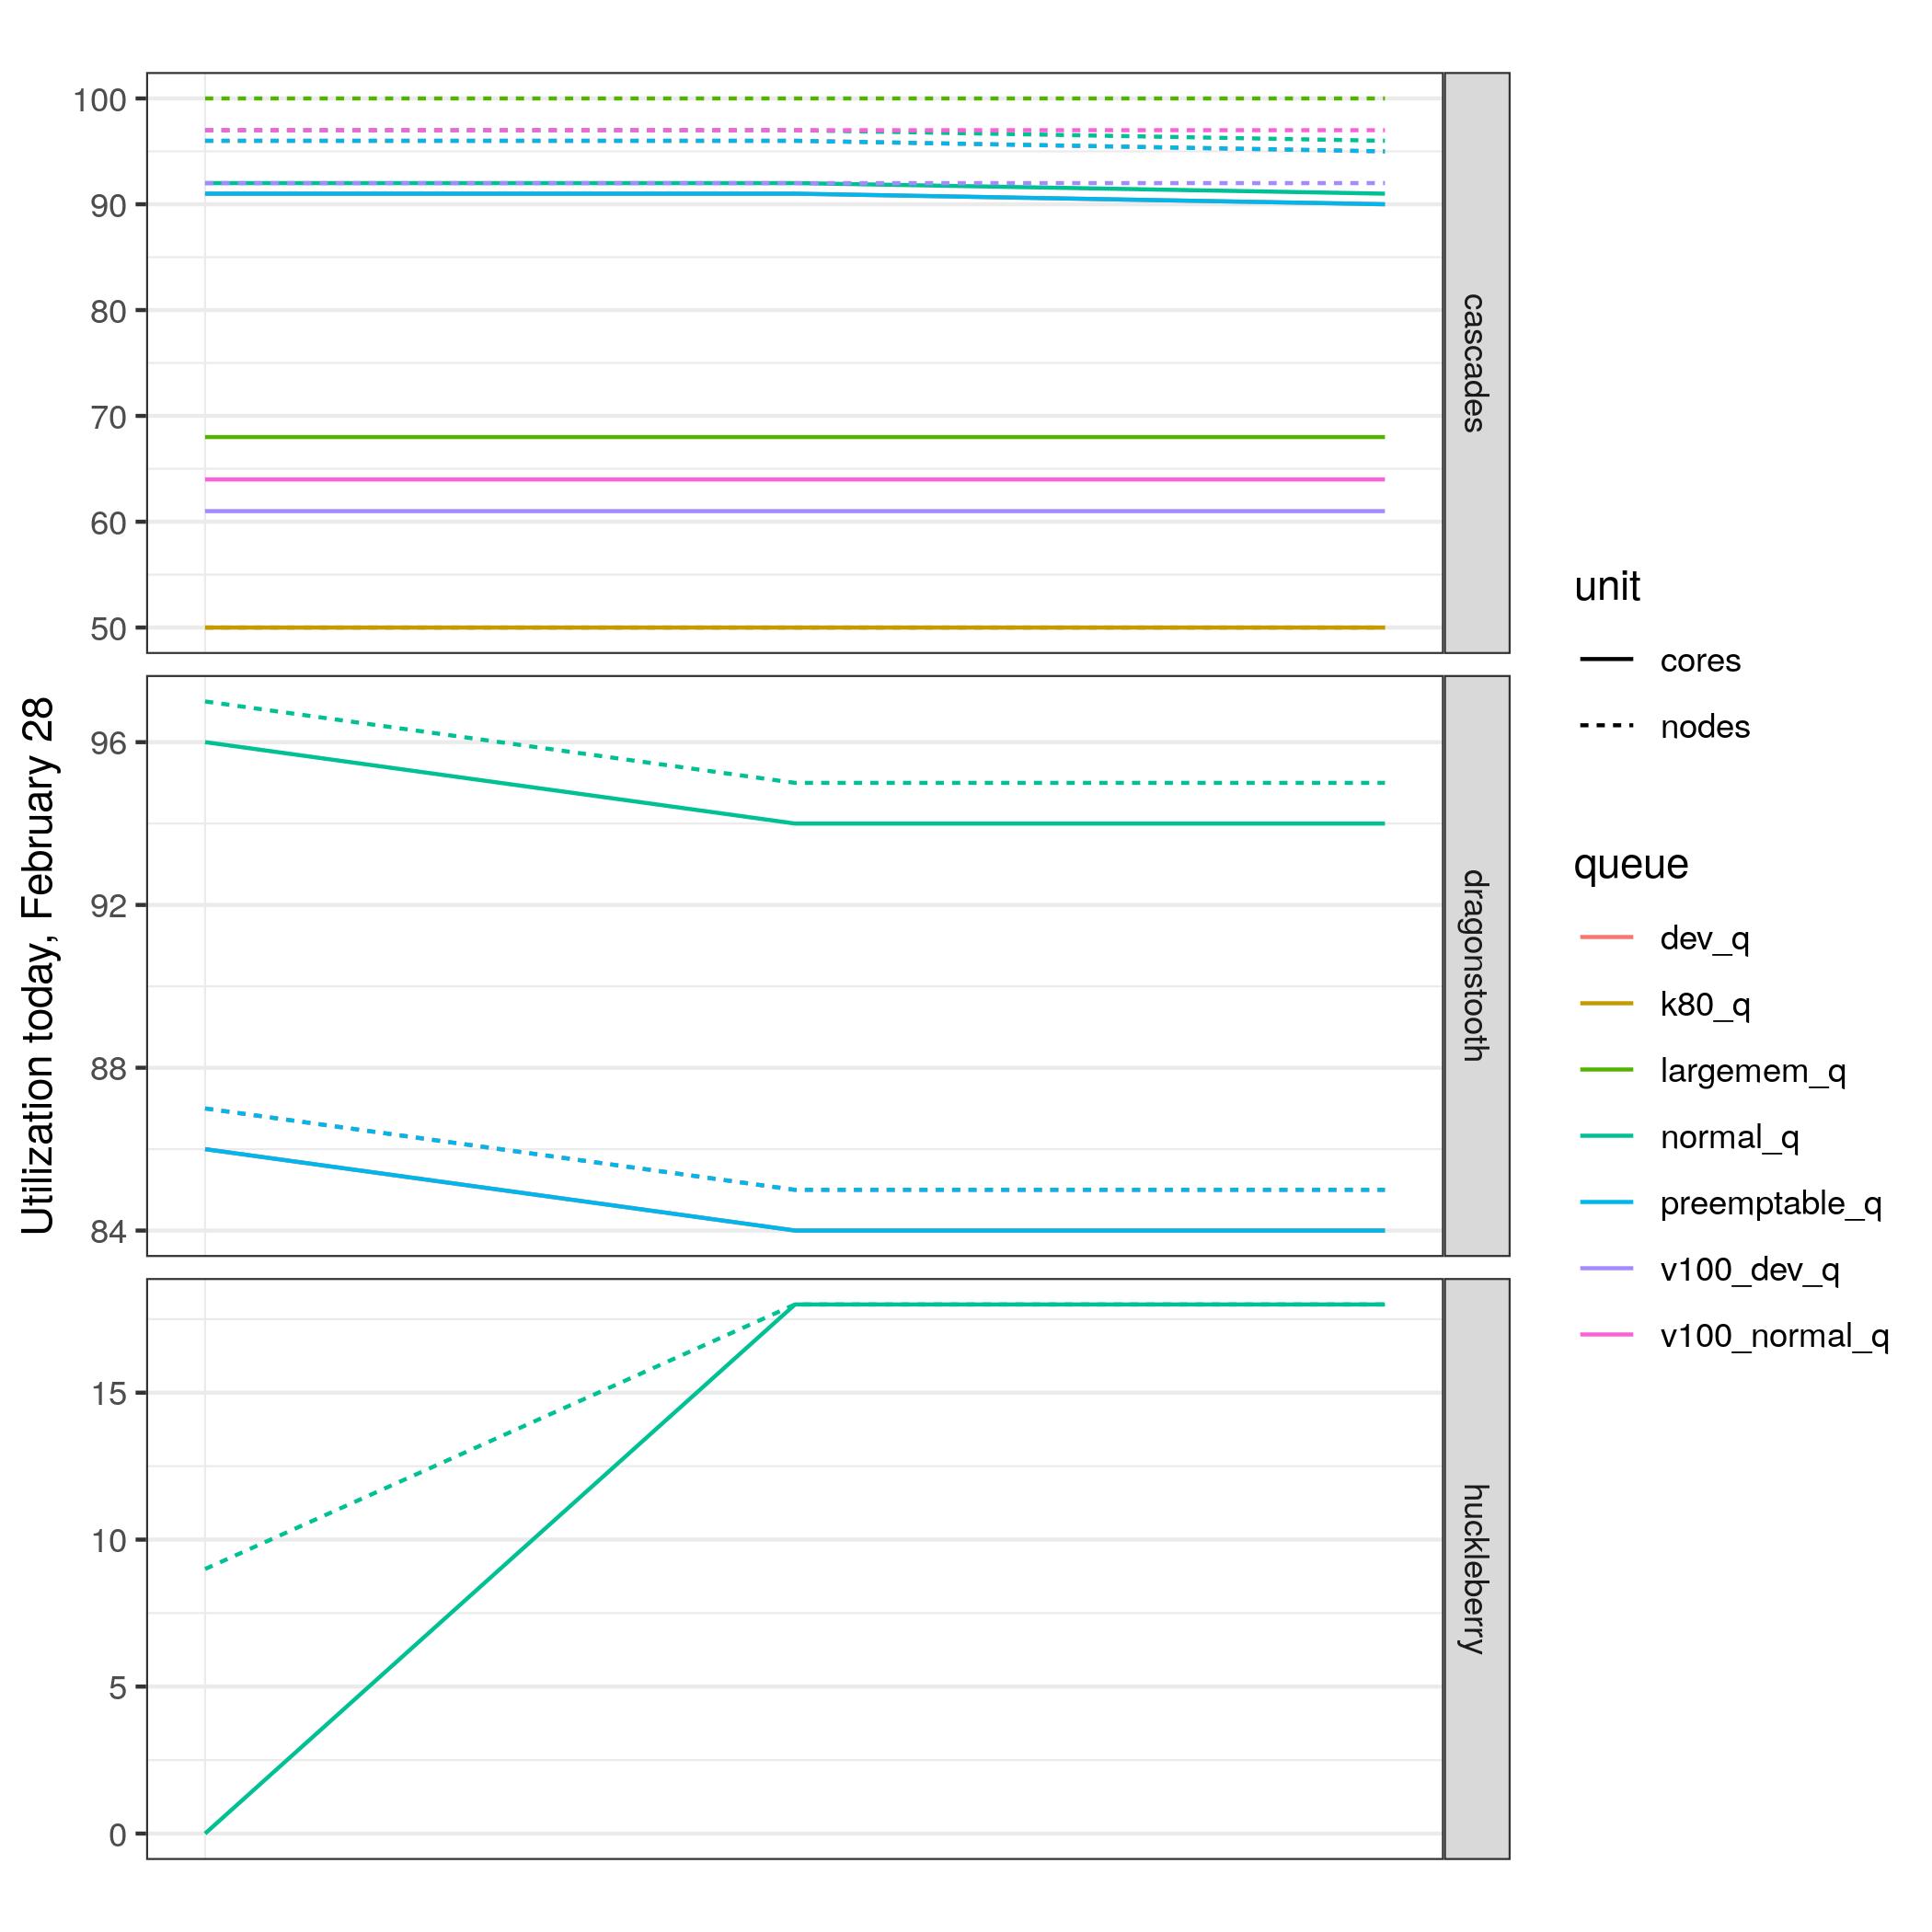 Utilization today, February 28
100
90
80
70
60
50
cascades
96
92
88
84
dragonstooth
15
10
5
0
huckleberry
unit
cores
nodes
queue
dev_q
k80_q
largemem_q
normal_q
preemptable_q
v100_dev_q
v100_normal_q